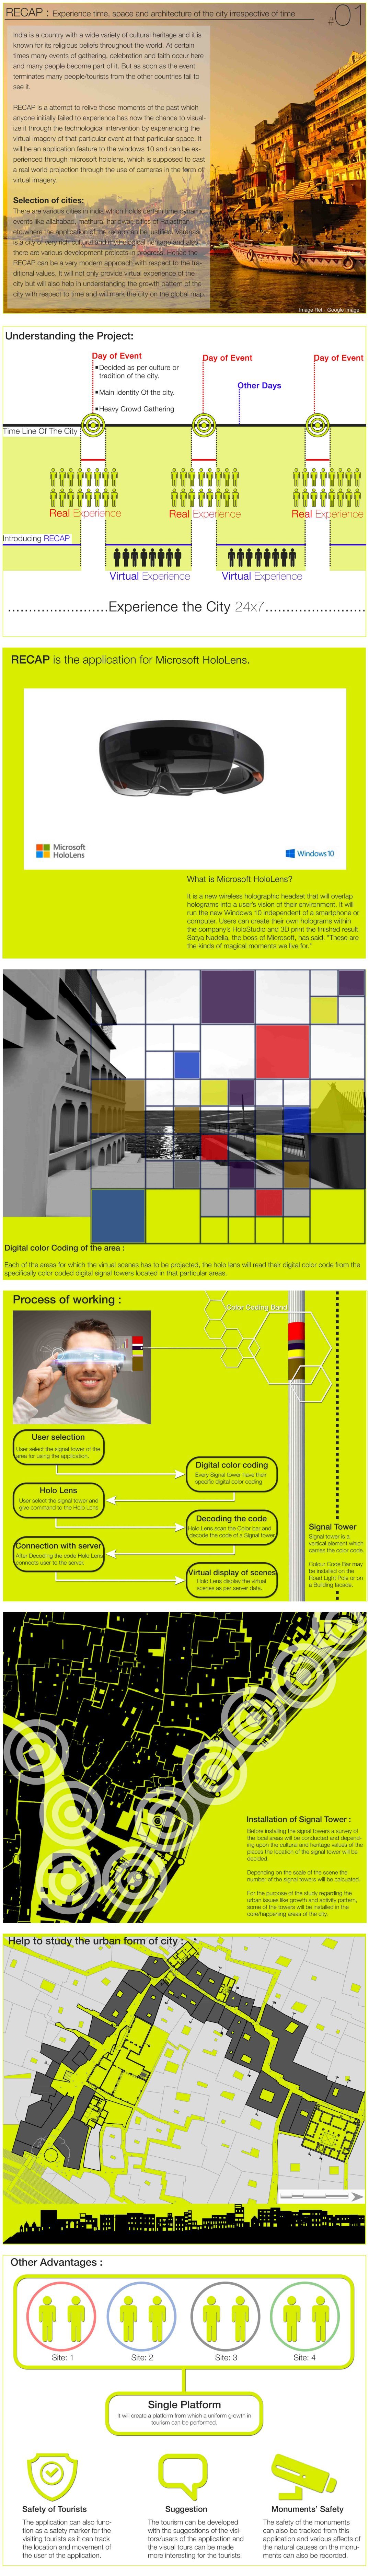 RECAP : Experience time, space and architecture of the city irrespective of time
#01
India is a country with a wide variety of cultural heritage and it is
known for its religious beliefs throughout the world. At certain
times many events of gathering, celebration and faith occur here
and many people become part of it. But as soon as the event
terminates many people/tourists from the other countries fail to
see it.
RECAP is a attempt to relive those moments of the past which
anyone initially failed to experience has now the chance to visual-
ize it through the technological intervention by experiencing the
virtual imagery of that particular event at that particular space. It
will be an application feature to the windows 10 and can be ex-
perienced through microsoft hololens, which is supposed to cast
a real world projection through the use of cameras in the form of
virtual imagery.
Selection of cities:
There are various cities in India which holds certain time
events like allahabad, mathura, haridwar, cities of Rajasthan
etc where the application of the recap can be justified.
is a city of very rich cultural and and also
there are various development projects in progress. Hence the
RECAP can be a very modern approach with respect to the tra-
ditional values. It will not only provide virtual experience of the
city but will also help in understanding the growth pattern of the
city with respect to time and will mark the city on the global map.
Image Ref - Google image
Understanding the Project:
Day of Event
Day of Event
Day of Event
Decided as per culture or
tradition of the city.
Main identity Of the city.
Heavy Crowd Gathering
Other Days
Time Line Of The City
Real Experience
Real Experience
Real Experience
Introducing RECAP
Virtual Experience
Virtual Experience
Experience the City 24x7
RECAP is the application for Microsoft HoloLens.
Microsoft
HoloLens
Windows 10
What is Microsoft HoloLens?
It is a new wireless holographic headset that will overlap
holograms into a user's vision of their environment. It will
run the new Windows 10 independent of a smartphone or
computer. Users can create their own holograms within
the company's HoloStudio and 3D print the finished result.
Satya Nadella, the boss of Microsoft, has said: "These are
the kinds of magical moments we live for."
Digital color Coding of the area :
Each of the areas for which the virtual scenes has to be projected, the holo lens will read their digital color code from the
specifically color coded digital signal towers located in that particular areas.
Process of working :
Color Coding Band
User selection
User select the signal tower of the
area for using the application.
Digital color coding
Every Signal tower have their
specific digital color coding
Holo Lens
User select the signal tower and
give command to the Holo Lens
Decoding the code
Holo Lens scan the Color bar and
decode the code of a Signal tower
Connection with server
After Decoding the code Holo Lens
connects user to the server.
Virtual display of scenes
Holo Lens display the virtual
scenes as per server data.
Signal Tower
Signal tower is a
vertical element which
carries the color code.
Colour Code Bar may
be installed on the
Road Light Pole or on
a Building facade.
Installation of Signal Tower :
Before installing the signal towers a survey of
the local areas will be conducted and depend-
ing upon the cultural and heritage values of the
places the location of the signal tower will be
decided.
Depending on the scale of the scene the
number of the signal towers will be calcuated.
For the purpose of the study regarding the
urban issues like growth and activity pattern,
some of the towers will be installed in the
core/happening areas of the city.
Help to study the urban form of city :
Other Advantages :
Site: 1
Site: 2
Site: 3
Site: 4
Single Platform
It will create a platform from which a uniform growth in
tourism can be performed.
Safety of Tourists
The application can also func-
tion as a safety marker for the
visiting tourists as it can track
the location and movement of
the user of the application.
Suggestion
The tourism can be developed
with the suggestions of the visi-
tors/users of the application and
the visual tours can be made
more interesting for the tourists.
Monuments' Safety
The safety of the monuments
can also be tracked from this
application and various affects of
the natural causes on the monu-
ments can also be recorded.